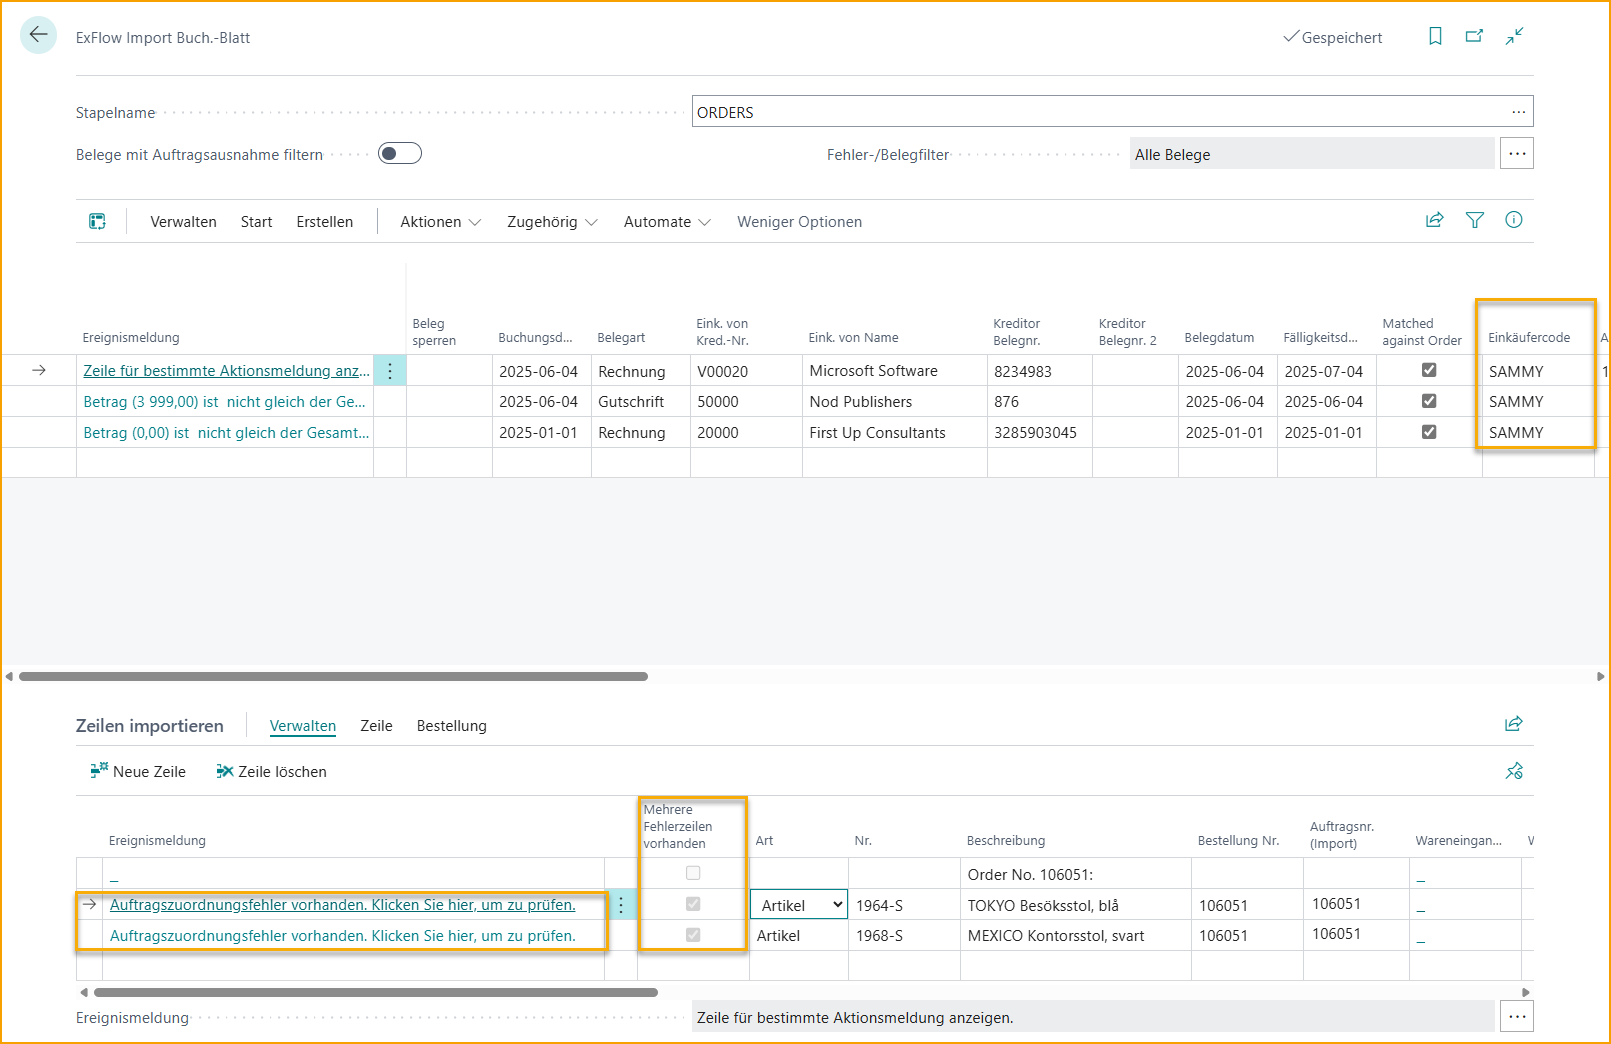 ExFlow Import Buch.-Blatt
Gespeichert
Stapelname
ORDERS
Belege mit Auftragsausnahme filtern
Fehler-/Belegfilter
Alle Belege
Verwalten Start Erstellen Aktionen Zugehörig Automate Weniger Optionen
Ereignismeldung Beleg sperren Buchungsd... Belegart Eink. von Kred.-Nr. Eink. von Name Kreditor Belegnr. Kreditor Belegnr. 2 Belegdatum Fälligkeitsd... Matched against Order Einkäufercode A
Zeile für bestimmte Aktionsmeldung anz... 2025-06-04 Rechnung V00020 Microsoft Software 8234983 2025-06-04 2025-07-04 SAMMY 1
Betrag (3 999,00) ist nicht gleich der Ge... 2025-06-04 Gutschrift 50000 Nod Publishers 876 2025-06-04 2025-06-04 SAMMY
Betrag (0,00) ist nicht gleich der Gesamt... 2025-01-01 Rechnung 20000 First Up Consultants 3285903045 2025-01-01 2025-01-01 SAMMY
Zeilen importieren Verwalten Zeile Bestellung
Neue Zeile Zeile löschen
Ereignismeldung Mehrere Fehlerzeilen vorhanden Art Nr. Beschreibung Bestellung Nr. Auftragsnr. (Import) Wareneingan...
_ Order No. 106051: _
Auftragszuordnungsfehler vorhanden. Klicken Sie hier, um zu prüfen. Artikel 1964-S TOKYO Besöksstol, blå 106051 106051 _
Auftragszuordnungsfehler vorhanden. Klicken Sie hier, um zu prüfen. Artikel 1968-S MEXICO Kontorsstol, svart 106051 106051 _
Ereignismeldung
Zeile für bestimmte Aktionsmeldung anzeigen.